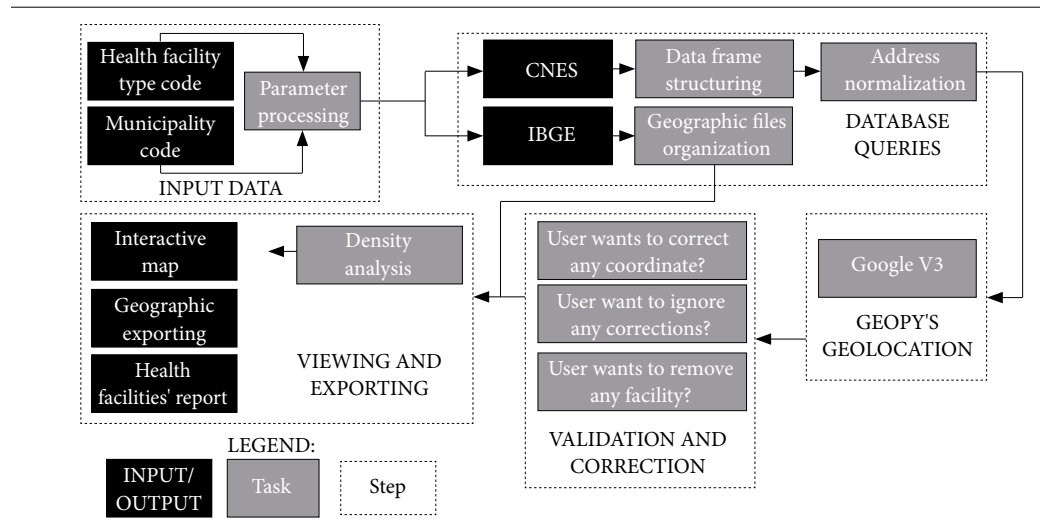 Health facility
type code
Municipality
code
Parameter
processing
INPUT DATA
CNES
IBGE
Data frame
structuring
Geographic files
organization
Address
normalization
DATABASE
QUERIES
Interactive
map
Geographic
exporting
Health
facilities' report
Density
analysis
VIEWING AND
EXPORTING
User wants to correct
any coordinate?
User want to ignore
any corrections?
User wants to remove
any facility?
VALIDATION AND
CORRECTION
Google V3
GEOPY'S
GEOLOCATION
LEGEND:
INPUT/
OUTPUT
Task
Step